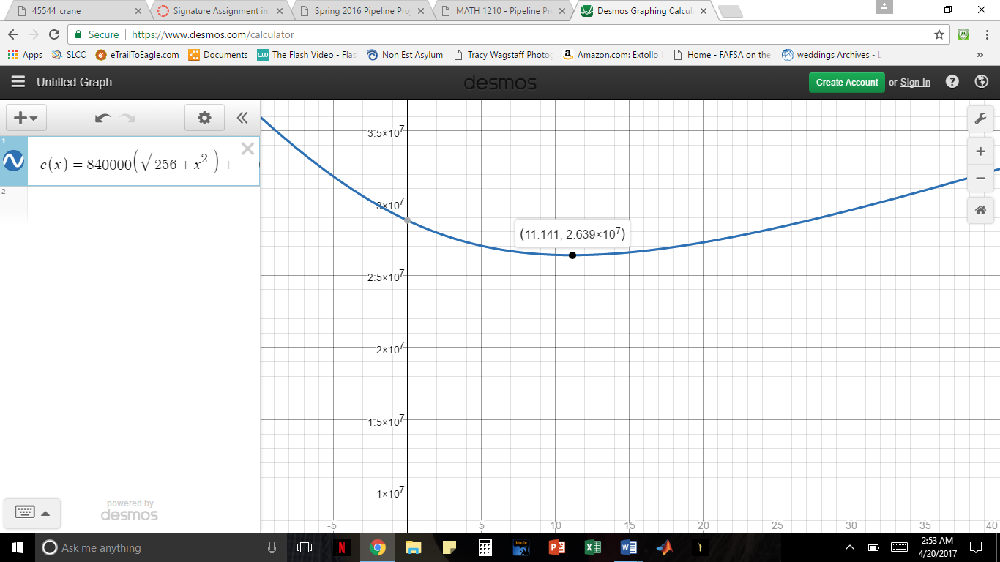 45544_crane
Signature Assignment in
Spring 2016 Pipeline Pro
MATH 1210 - Pipeline Pr
Desmos Graphing Calcul
Secure
https://www.desmos.com/calculator
Apps
SLCC
eTrailToEagle.com
Documents
The Flash Video - Flas
Non Est Asylum
Tracy Wagstaff Photog
Amazon.com: Extollo
Home - FAFSA on the
weddings Archives - L
Untitled Graph
desmos
Create Account
or
Sign In
1
c(x) = 840000(√256 + x²) +
2
3.5×10⁷
3×10⁷
2.5×10⁷
2×10⁷
1.5×10⁷
1×10⁷
(11.141, 2.639×10⁷)
-5
5
10
15
20
25
30
35
40
powered by
desmos
Ask me anything
2:53 AM
4/20/2017